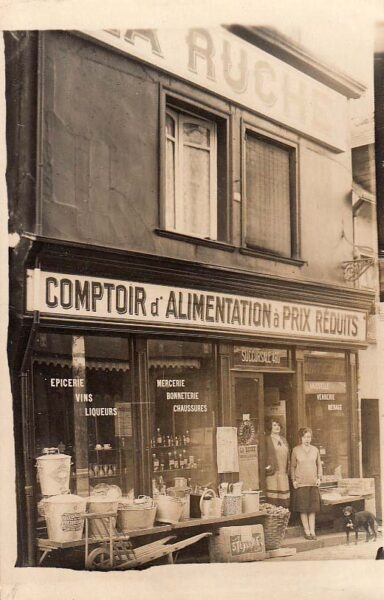 LA RUCHE
COMPTOIR d'ALIMENTATION à PRIX RÉDUITS
SUCCURSALE
EPICERIE
VINS
LIQUEURS
MERCERIE
BONNETERIE
CHAUSSURES
VAISSELLE
VERRERIE
MENAGE